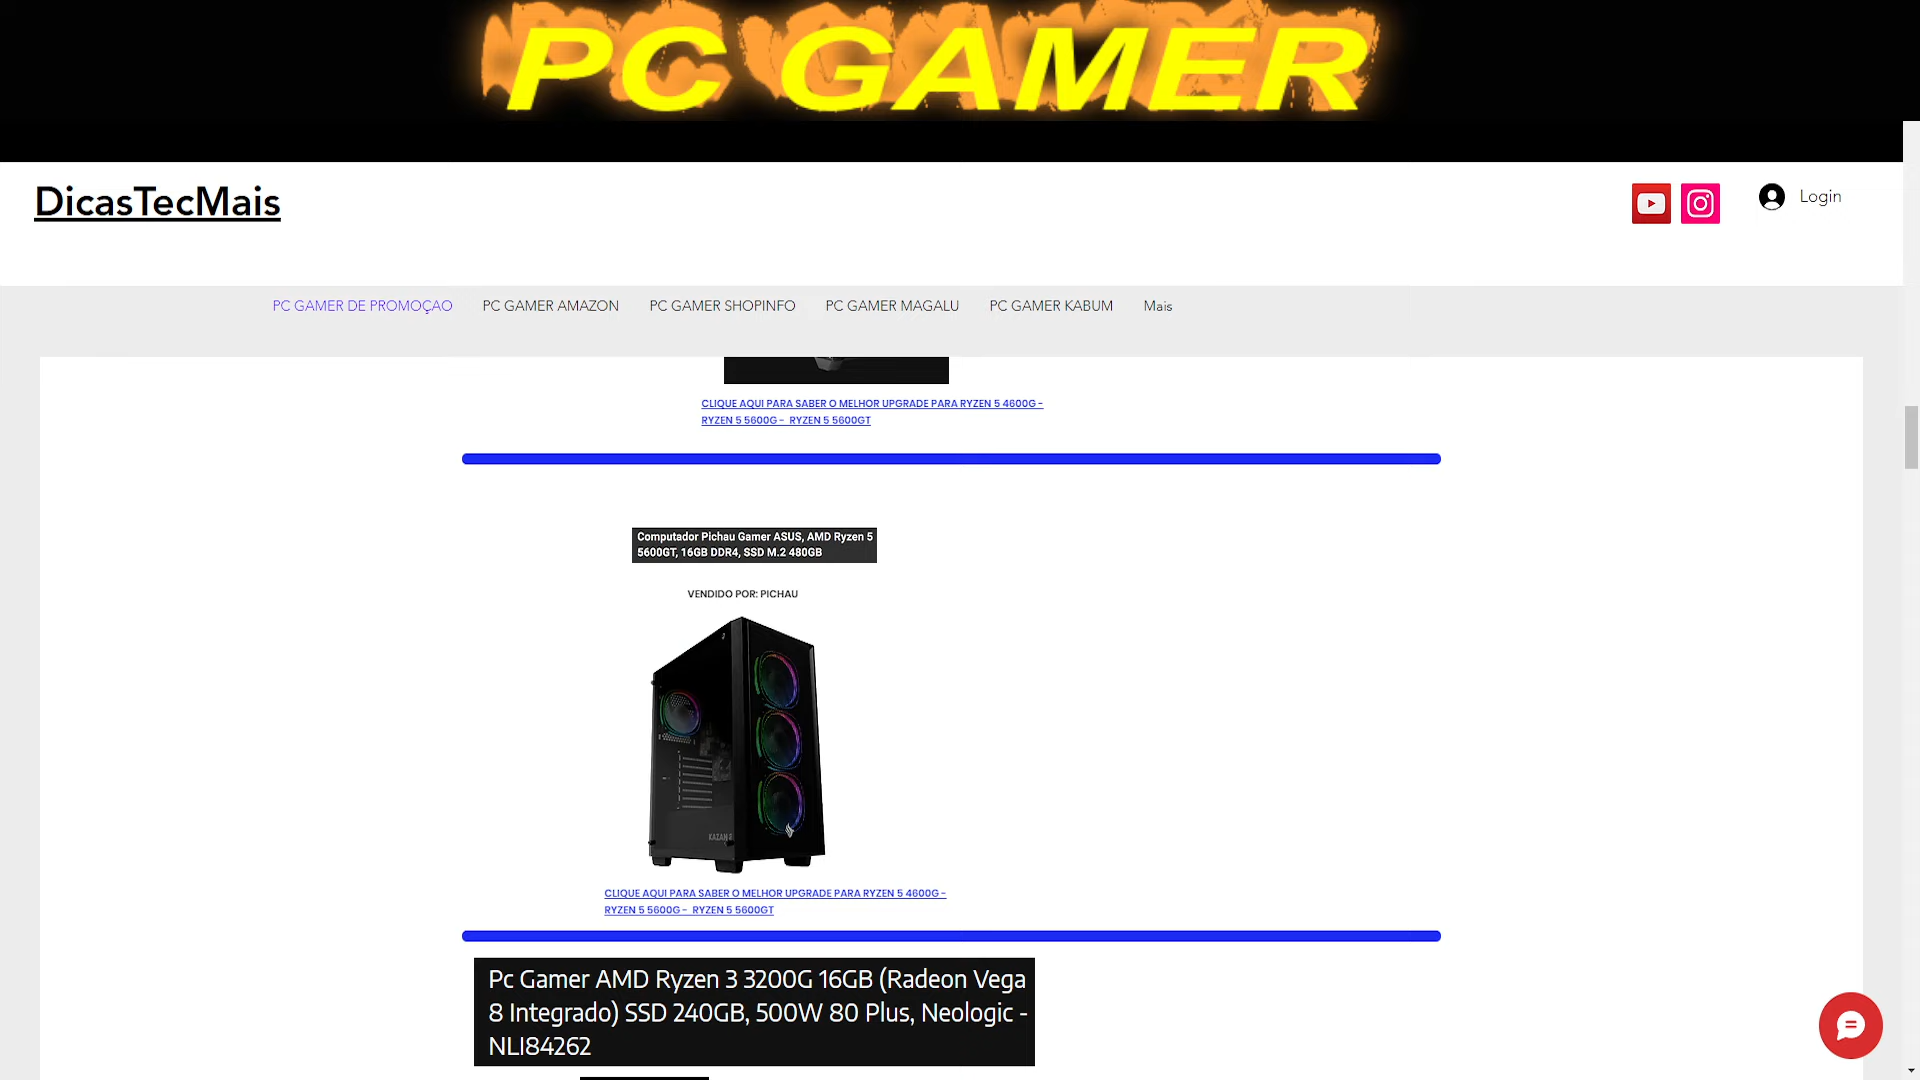 PC GAMER
DicasTecMais
Login
PC GAMER DE PROMOÇAO
PC GAMER AMAZON
PC GAMER SHOPINFO
PC GAMER MAGALU
PC GAMER KABUM
Mais
CLIQUE AQUI PARA SABER O MELHOR UPGRADE PARA RYZEN 5 4600G -
RYZEN 5 5600G - RYZEN 5 5600GT
Computador Pichau Gamer ASUS, AMD Ryzen 5
5600GT, 16GB DDR4, SSD M.2 480GB
VENDIDO POR: PICHAU
KAZAN 2
CLIQUE AQUI PARA SABER O MELHOR UPGRADE PARA RYZEN 5 4600G -
RYZEN 5 5600G - RYZEN 5 5600GT
Pc Gamer AMD Ryzen 3 3200G 16GB (Radeon Vega
8 Integrado) SSD 240GB, 500W 80 Plus, Neologic -
NLI84262